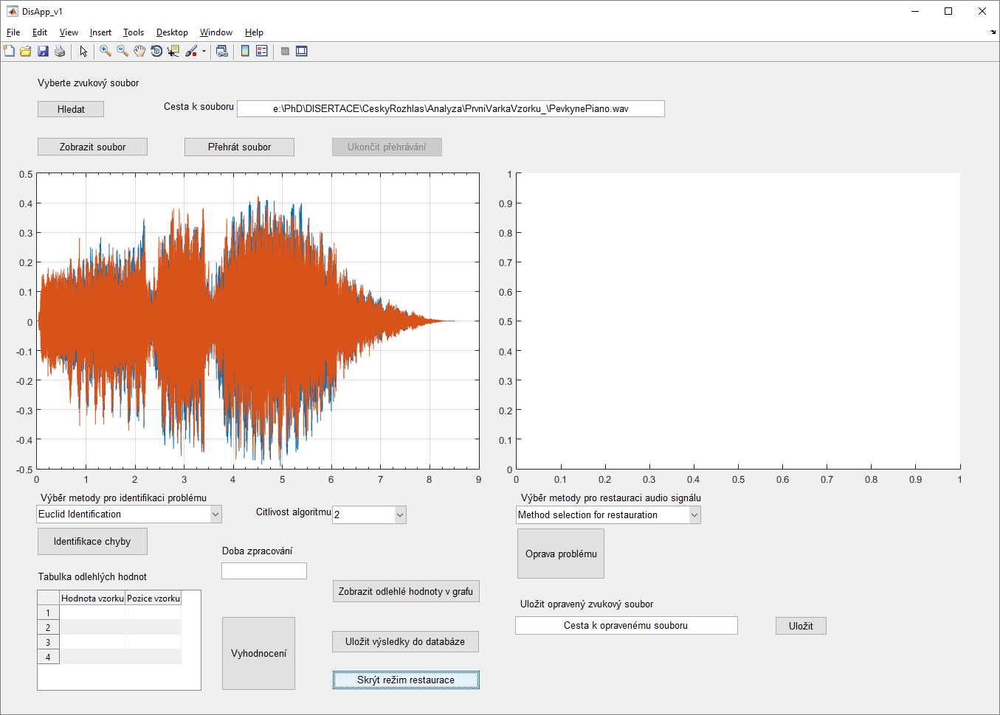 DisApp_v1
File Edit View Insert Tools Desktop Window Help
Vyberte zvukový soubor
Hledat
Cesta k souboru
e:\PhD\DISERTACE\CeskyRozhlas\Analyza\PrvniVarkaVzorku_\PevkynePiano.wav
Zobrazit soubor
Přehrát soubor
Ukončit přehrávání
0.5
0.4
0.3
0.2
0.1
0
-0.1
-0.2
-0.3
-0.4
-0.5
0 1 2 3 4 5 6 7 8 9
1
0.9
0.8
0.7
0.6
0.5
0.4
0.3
0.2
0.1
0
0 0.1 0.2 0.3 0.4 0.5 0.6 0.7 0.8 0.9 1
Výběr metody pro identifikaci problému
Euclid Identification
Citlivost algoritmu
2
Identifikace chyby
Doba zpracování
Tabulka odlehlých hodnot
Hodnota vzorku Pozice vzorku
1
2
3
4
Vyhodnocení
Zobrazit odlehlé hodnoty v grafu
Uložit výsledky do databáze
Skrýt režim restaurace
Výběr metody pro restauraci audio signálu
Method selection for restauration
Oprava problému
Uložit opravený zvukový soubor
Cesta k opravenému souboru
Uložit